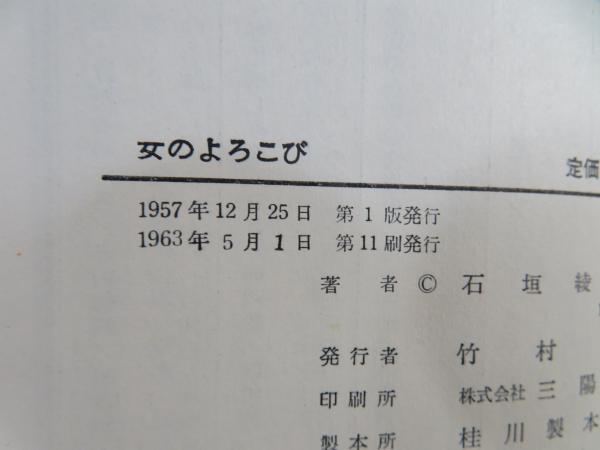 女のよろこび
定価
1957年12月25日 第1版発行
1963年5月1日 第11刷発行
著者 © 石垣綾
発行者 竹村
印刷所 株式会社 三陽
製本所 桂川製本